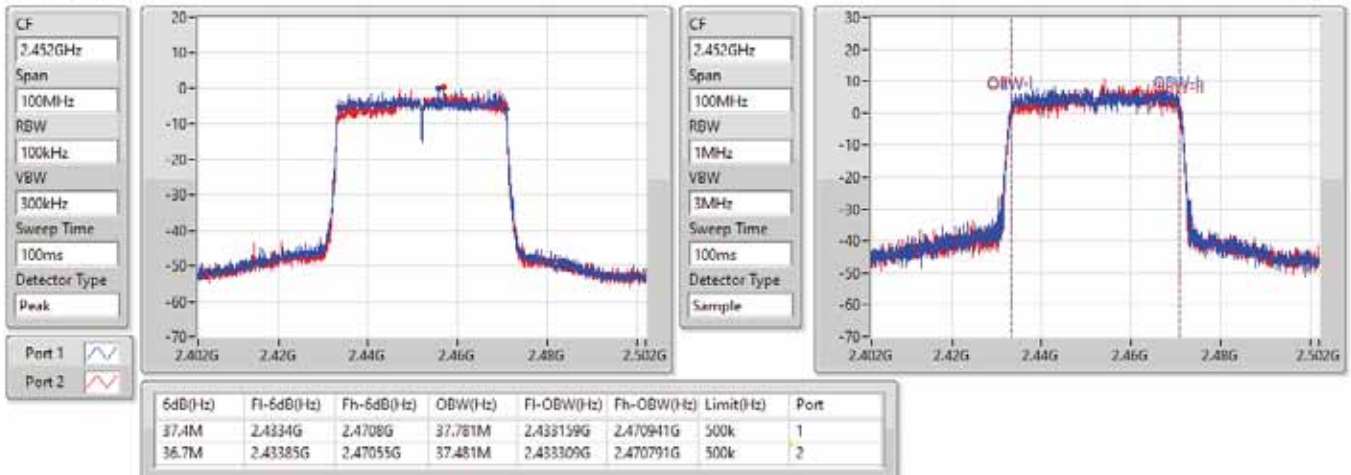 CF
2.452GHz
Span
100MHz
RBW
100kHz
VBW
300kHz
Sweep Time
100ms
Detector Type
Peak
Port 1
Port 2
20
10
0
-10
-20
-30
-40
-50
-60
-70
2.402G 2.42G 2.44G 2.46G 2.48G 2.502G
CF
2.452GHz
Span
100MHz
RBW
1MHz
VBW
3MHz
Sweep Time
100ms
Detector Type
Sample
30
20
10
0
-10
-20
-30
-40
-50
-60
-70
OBW-l OBW-h
2.402G 2.42G 2.44G 2.46G 2.48G 2.502G
6dB(Hz) Fl-6dB(Hz) Fh-6dB(Hz) OBW(Hz) Fl-OBW(Hz) Fh-OBW(Hz) Limit(Hz) Port
37.4M 2.4334G 2.4708G 37.781M 2.433159G 2.470941G 500k 1
36.7M 2.43385G 2.47055G 37.481M 2.433309G 2.470791G 500k 2